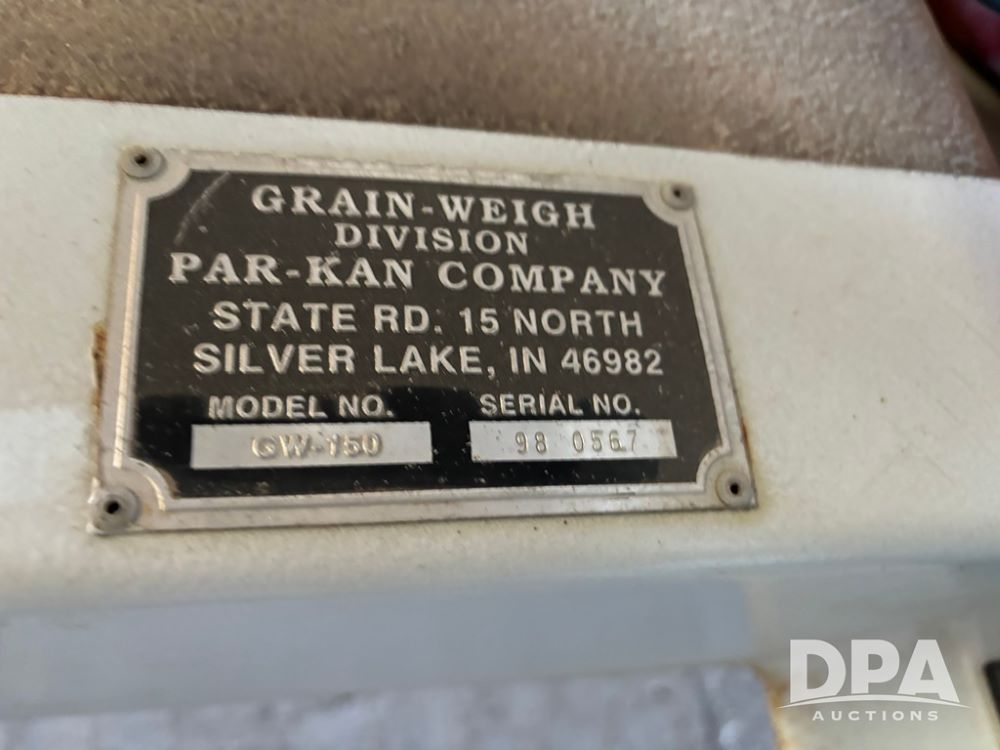 GRAIN-WEIGH
DIVISION
PAR-KAN COMPANY
STATE RD. 15 NORTH
SILVER LAKE, IN 46982
MODEL NO. SERIAL NO.
GW-150 98 0567
DPA
AUCTIONS